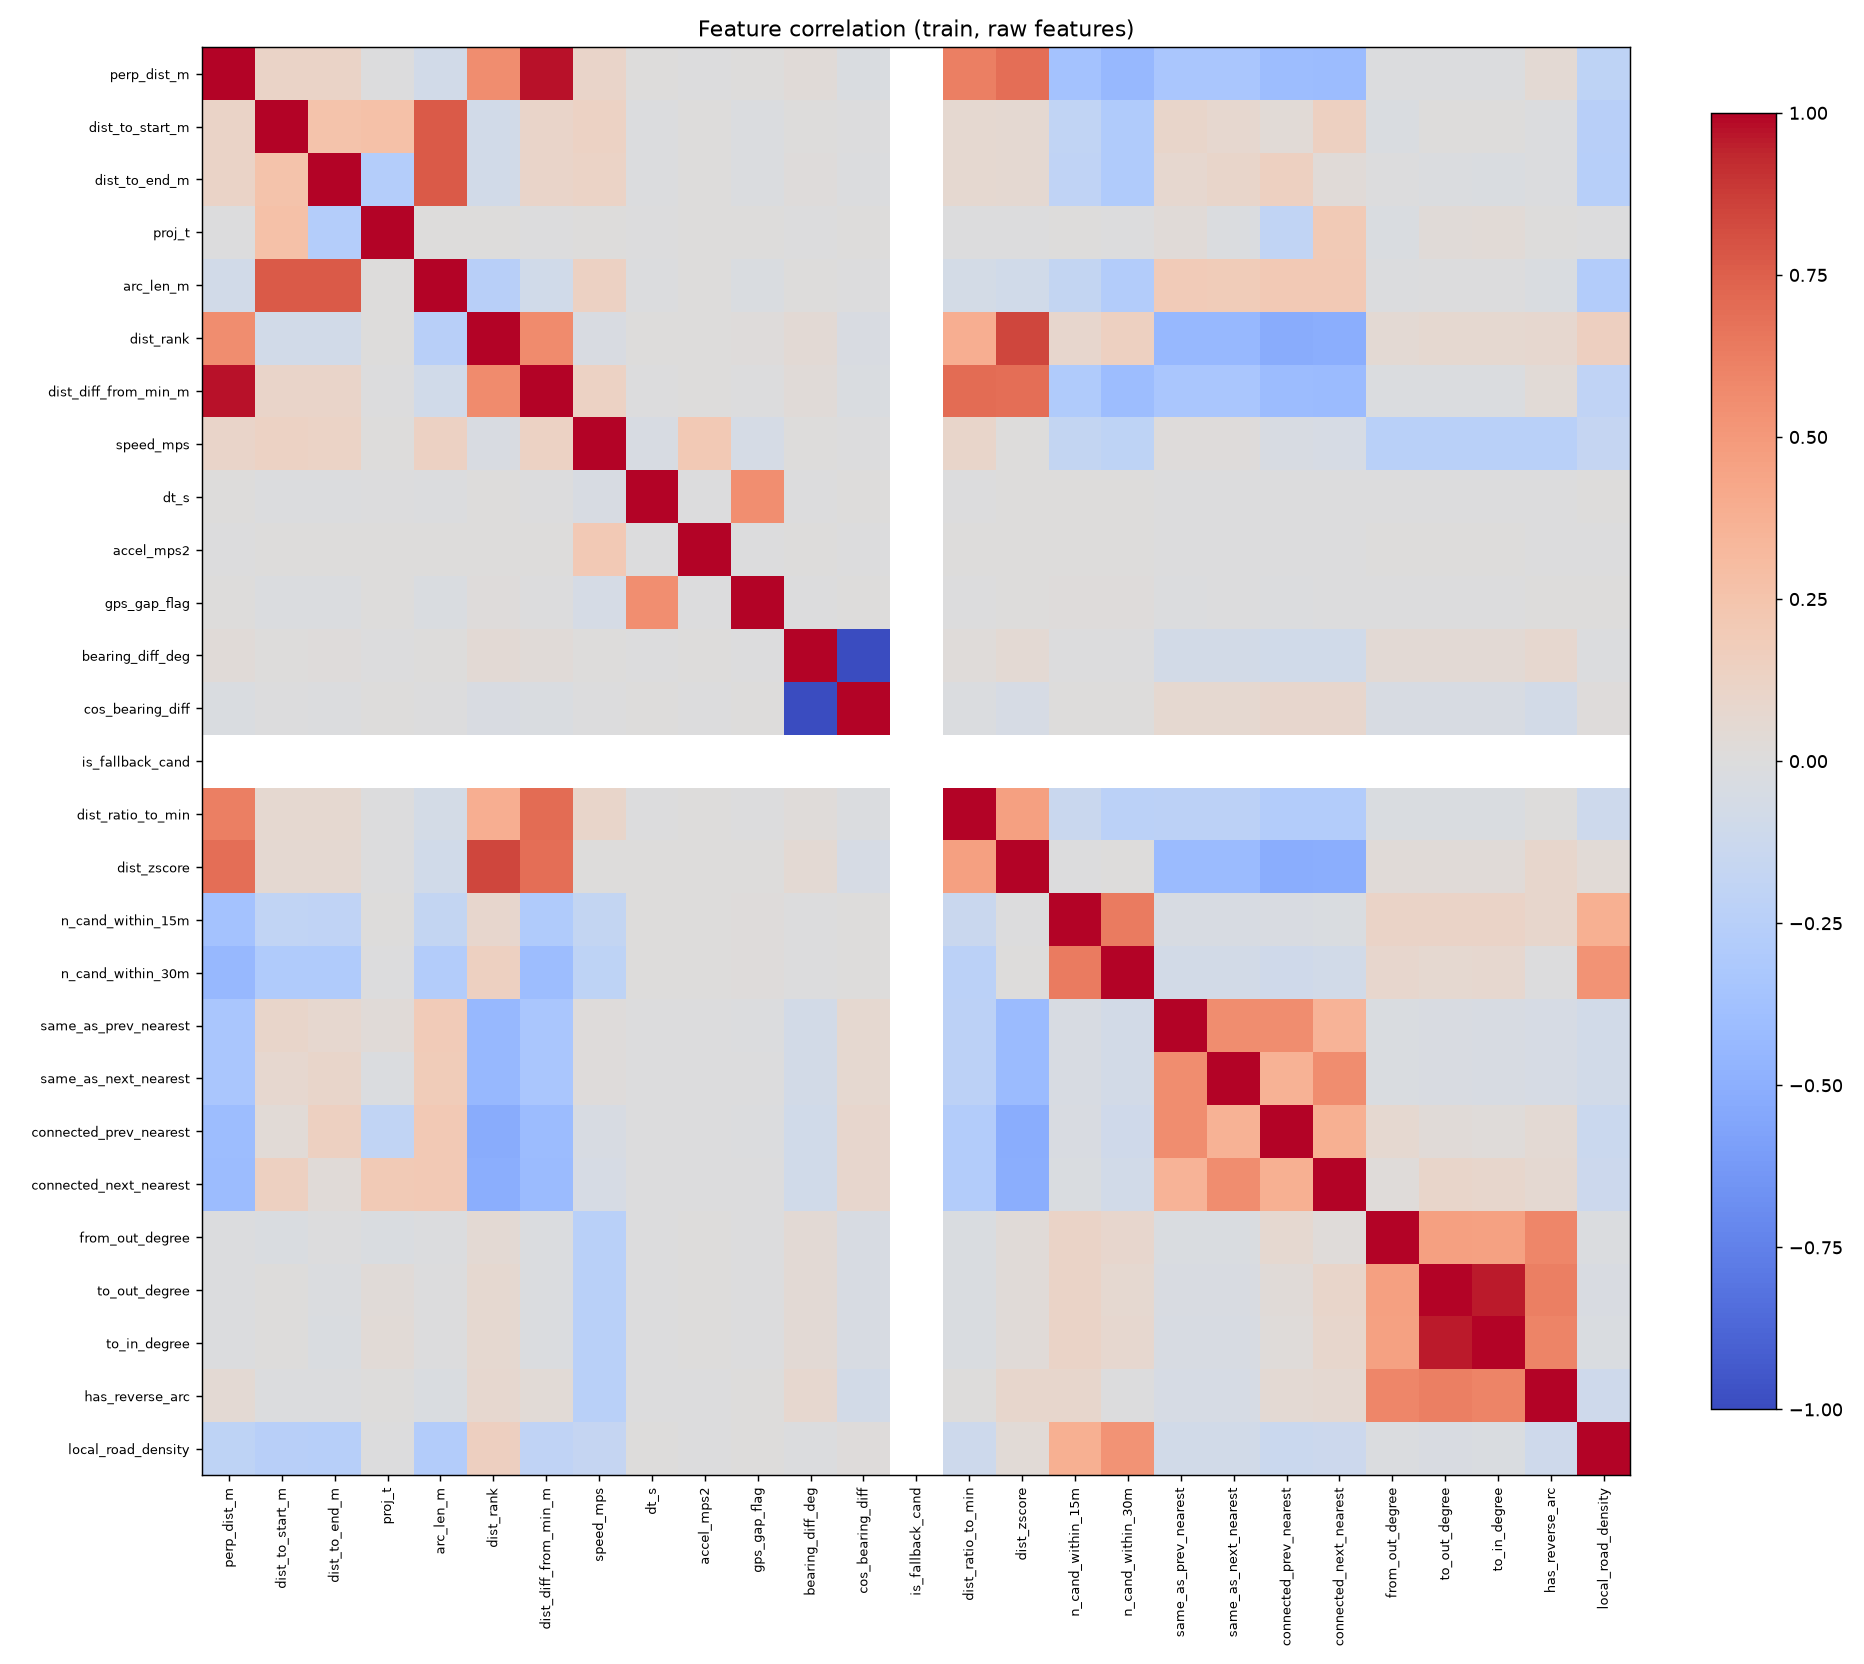 Feature correlation (train, raw features)
perp_dist_m
dist_to_start_m
dist_to_end_m
proj_t
arc_len_m
dist_rank
dist_diff_from_min_m
speed_mps
dt_s
accel_mps2
gps_gap_flag
bearing_diff_deg
cos_bearing_diff
is_fallback_cand
dist_ratio_to_min
dist_zscore
n_cand_within_15m
n_cand_within_30m
same_as_prev_nearest
same_as_next_nearest
connected_prev_nearest
connected_next_nearest
from_out_degree
to_out_degree
to_in_degree
has_reverse_arc
local_road_density
perp_dist_m
dist_to_start_m
dist_to_end_m
proj_t
arc_len_m
dist_rank
dist_diff_from_min_m
speed_mps
dt_s
accel_mps2
gps_gap_flag
bearing_diff_deg
cos_bearing_diff
is_fallback_cand
dist_ratio_to_min
dist_zscore
n_cand_within_15m
n_cand_within_30m
same_as_prev_nearest
same_as_next_nearest
connected_prev_nearest
connected_next_nearest
from_out_degree
to_out_degree
to_in_degree
has_reverse_arc
local_road_density
1.00
0.75
0.50
0.25
0.00
−0.25
−0.50
−0.75
−1.00